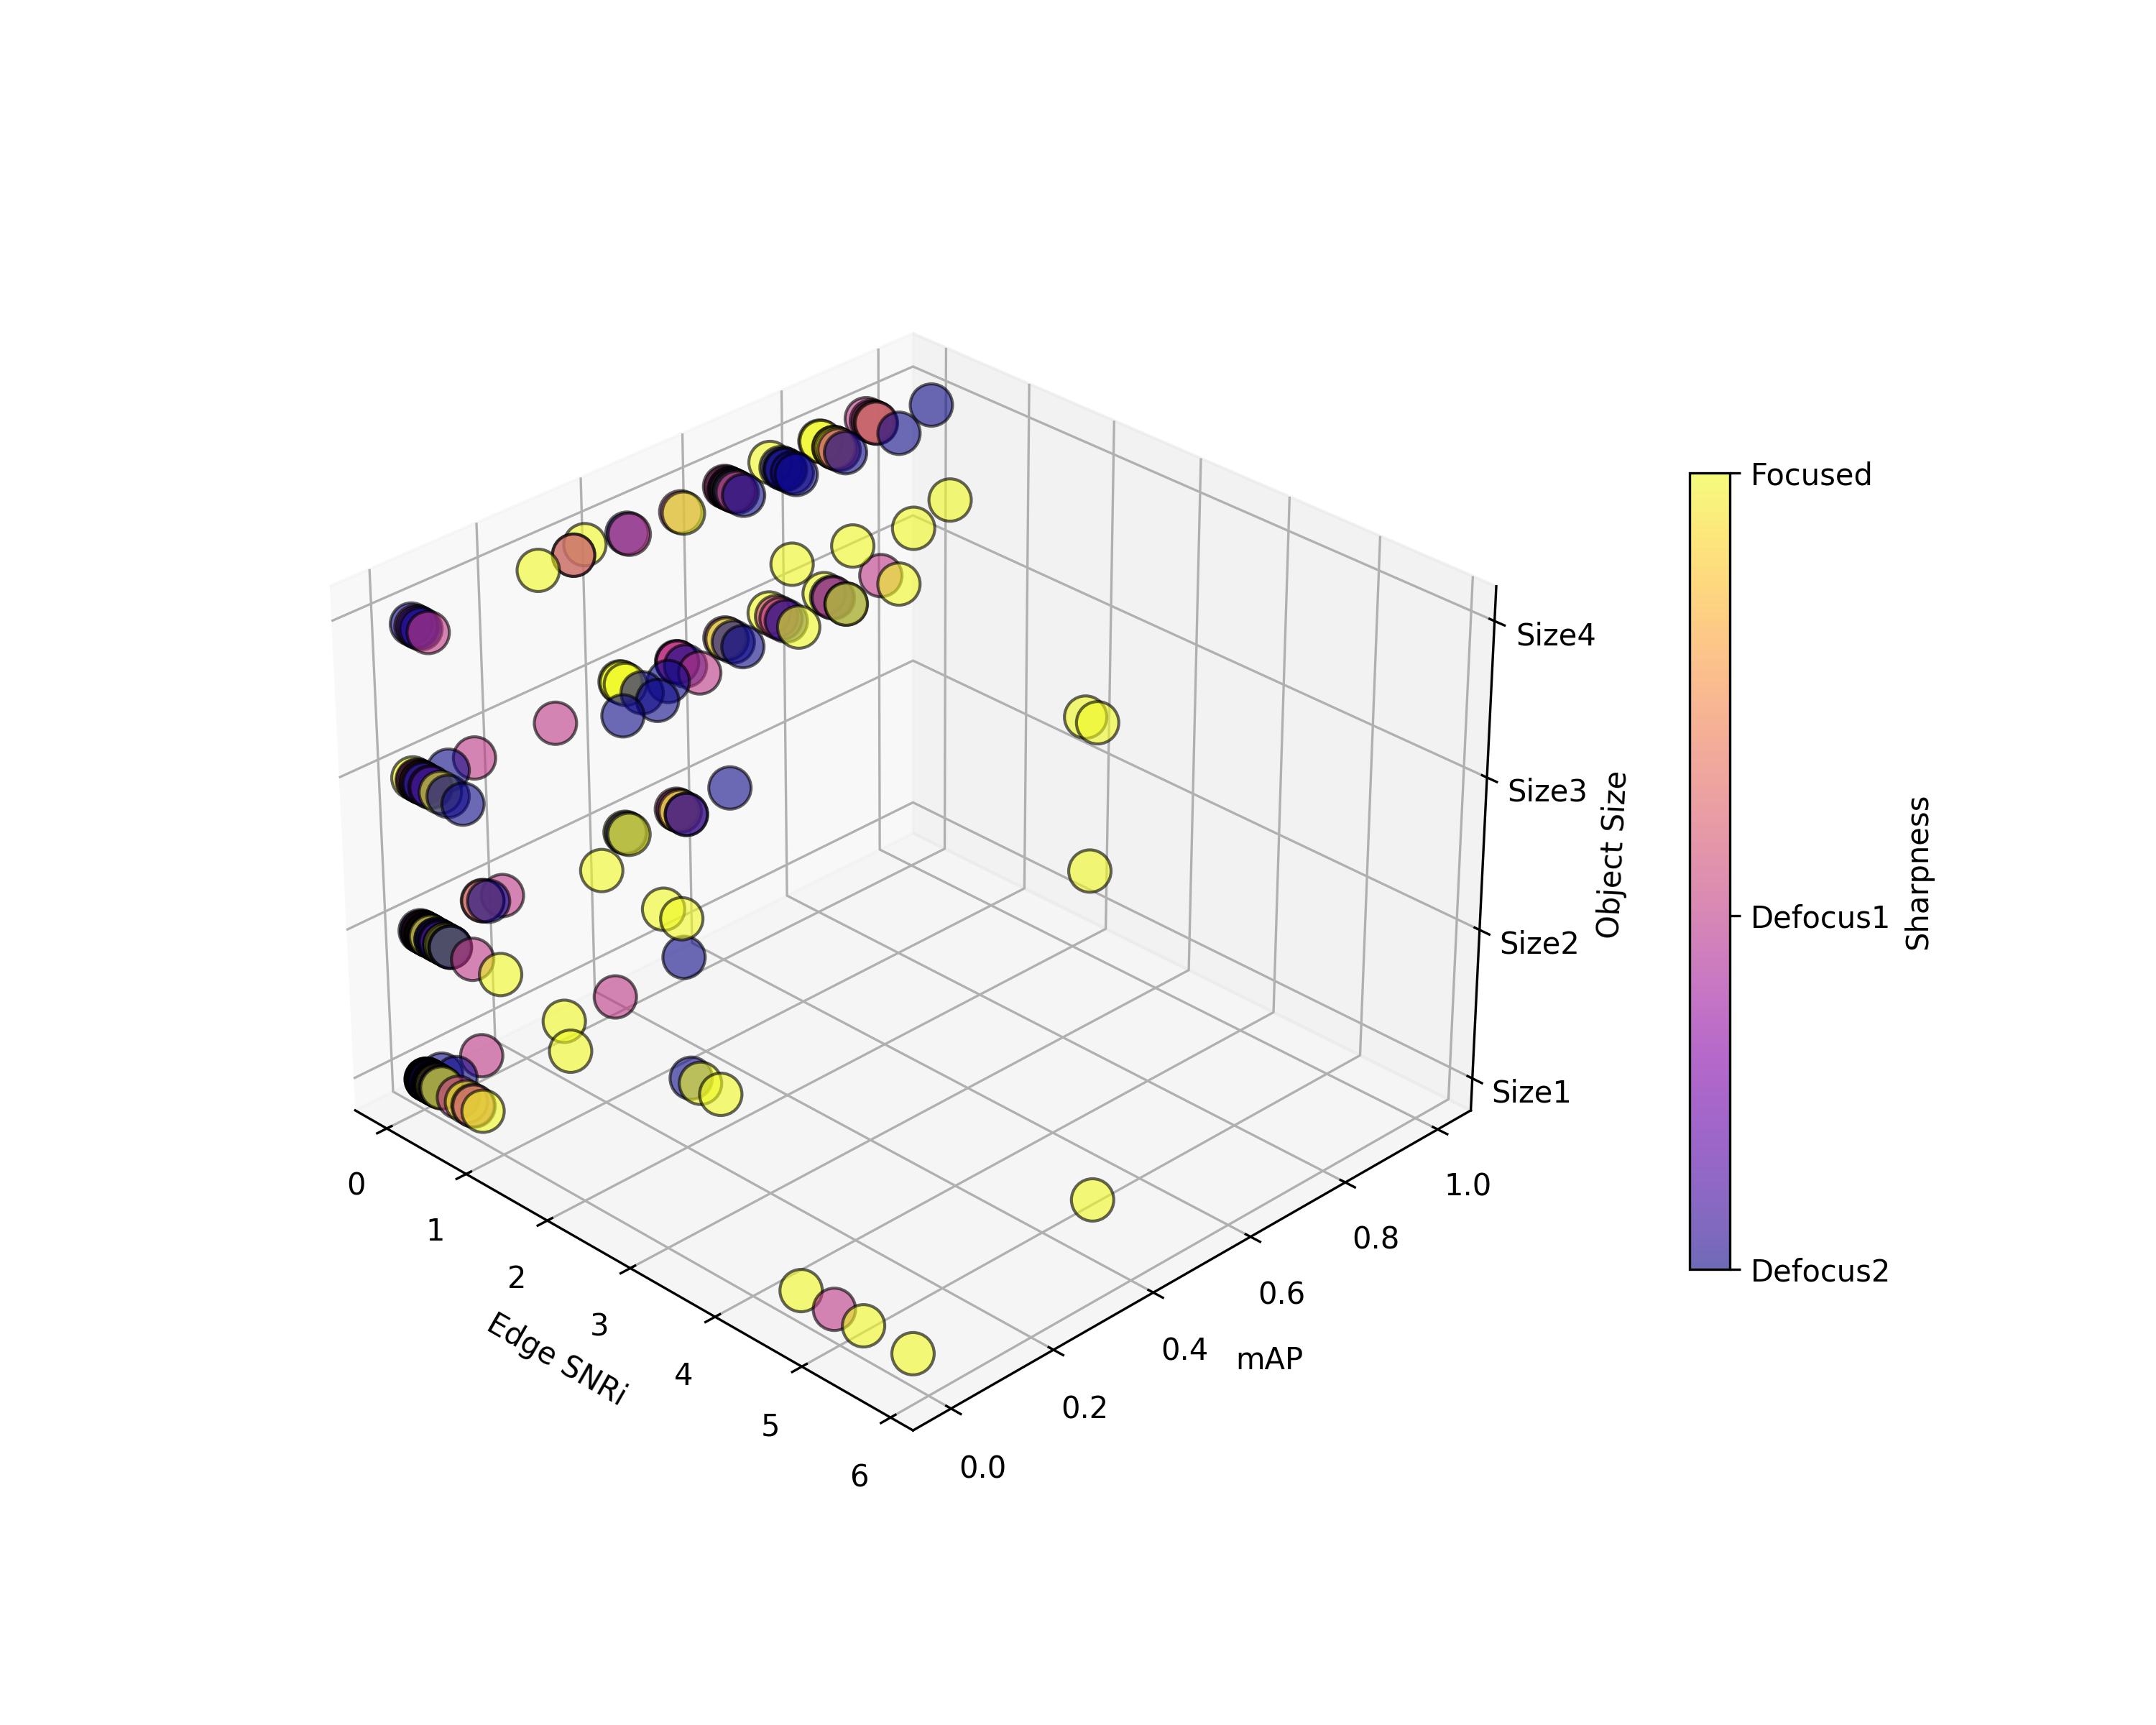 Focused
Size4
Size3
Object Size
Sharpness
Defocus1
Size2
Size1
0
1.0
1
0.8
Defocus2
2
0.6
3
0.4
mAP
Edge SNRi
4
0.2
5
0.0
6